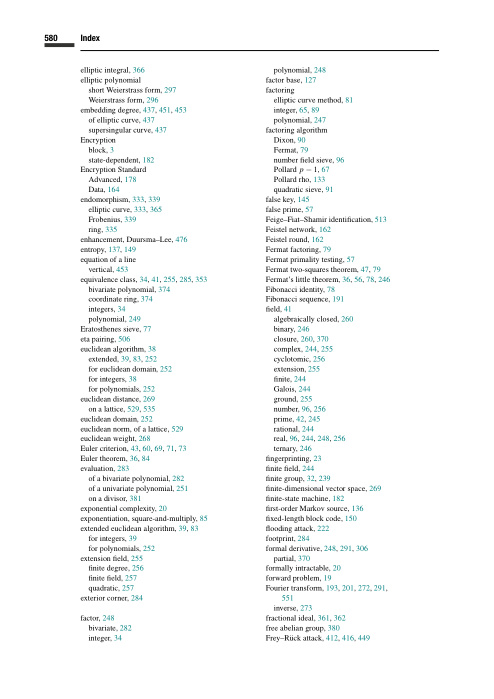 580 Index
elliptic integral, 366
elliptic polynomial
short Weierstrass form, 297
Weierstrass form, 296
embedding degree, 437, 451, 453
of elliptic curve, 437
supersingular curve, 437
Encryption
block, 3
state-dependent, 182
Encryption Standard
Advanced, 178
Data, 164
endomorphism, 333, 339
elliptic curve, 333, 365
Frobenius, 339
ring, 335
enhancement, Duursma–Lee, 476
entropy, 137, 149
equation of a line
vertical, 453
equivalence class, 34, 41, 255, 285, 353
bivariate polynomial, 374
coordinate ring, 374
integers, 34
polynomial, 249
Eratosthenes sieve, 77
eta pairing, 506
euclidean algorithm, 38
extended, 39, 83, 252
for euclidean domain, 252
for integers, 38
for polynomials, 252
euclidean distance, 269
on a lattice, 529, 535
euclidean domain, 252
euclidean norm, of a lattice, 529
euclidean weight, 268
Euler criterion, 43, 60, 69, 71, 73
Euler theorem, 36, 84
evaluation, 283
of a bivariate polynomial, 282
of a univariate polynomial, 251
on a divisor, 381
exponential complexity, 20
exponentiation, square-and-multiply, 85
extended euclidean algorithm, 39, 83
for integers, 39
for polynomials, 252
extension field, 255
finite degree, 256
finite field, 257
quadratic, 257
exterior corner, 284
factor, 248
bivariate, 282
integer, 34
polynomial, 248
factor base, 127
factoring
elliptic curve method, 81
integer, 65, 89
polynomial, 247
factoring algorithm
Dixon, 90
Fermat, 79
number field sieve, 96
Pollard p − 1, 67
Pollard rho, 133
quadratic sieve, 91
false key, 145
false prime, 57
Feige–Fiat–Shamir identification, 513
Feistel network, 162
Feistel round, 162
Fermat factoring, 79
Fermat primality testing, 57
Fermat two-squares theorem, 47, 79
Fermat's little theorem, 36, 56, 78, 246
Fibonacci identity, 78
Fibonacci sequence, 191
field, 41
algebraically closed, 260
binary, 246
closure, 260, 370
complex, 244, 255
cyclotomic, 256
extension, 255
finite, 244
Galois, 244
ground, 255
number, 96, 256
prime, 42, 245
rational, 244
real, 96, 244, 248, 256
ternary, 246
fingerprinting, 23
finite field, 244
finite group, 32, 239
finite-dimensional vector space, 269
finite-state machine, 182
first-order Markov source, 136
fixed-length block code, 150
flooding attack, 222
footprint, 284
formal derivative, 248, 291, 306
partial, 370
formally intractable, 20
forward problem, 19
Fourier transform, 193, 201, 272, 291,
551
inverse, 273
fractional ideal, 361, 362
free abelian group, 380
Frey–Rück attack, 412, 416, 449